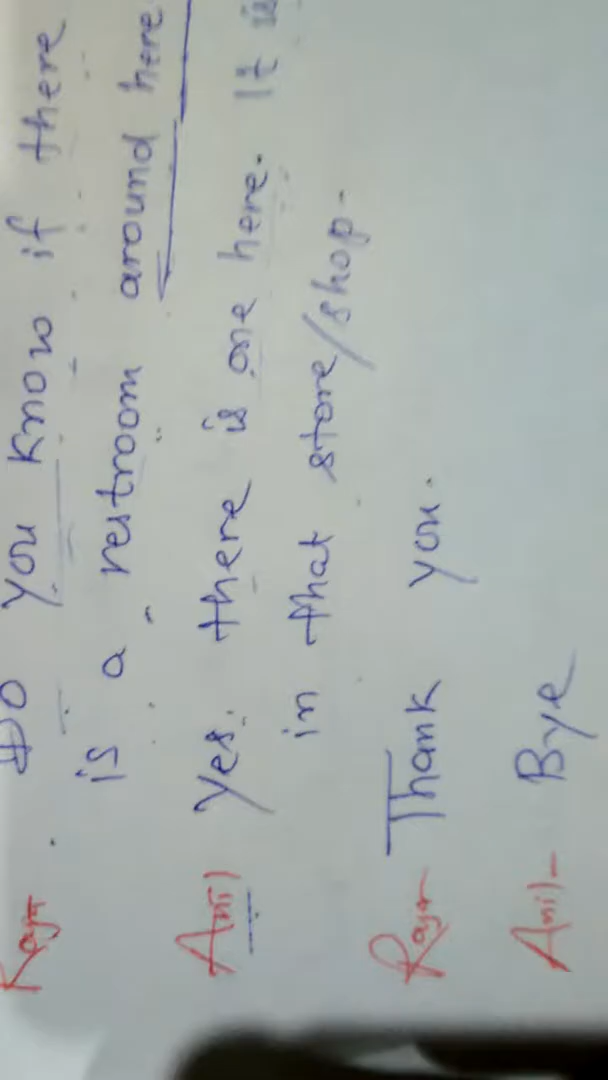 Raju Do you know if there
is a restroom around here
Anil Yes, there is one here. It is
in that store/shop.
Raju Thank you.
Anil- Bye